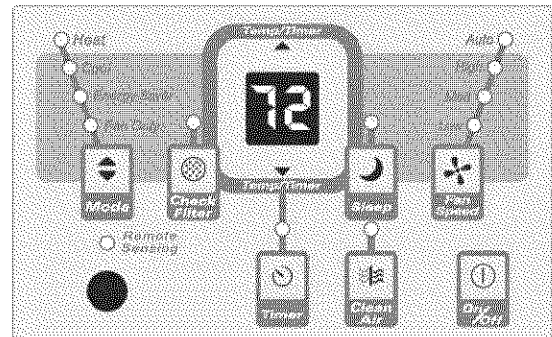 Temp/Timer
Heat
Auto
Cool
High
Energy Saver
Med
Fan Only
Low
72
Temp/Timer
Mode
Check
Filter
Sleep
Fan
Speed
Remote
Sensing
Timer
Clean
Air
On
/Off